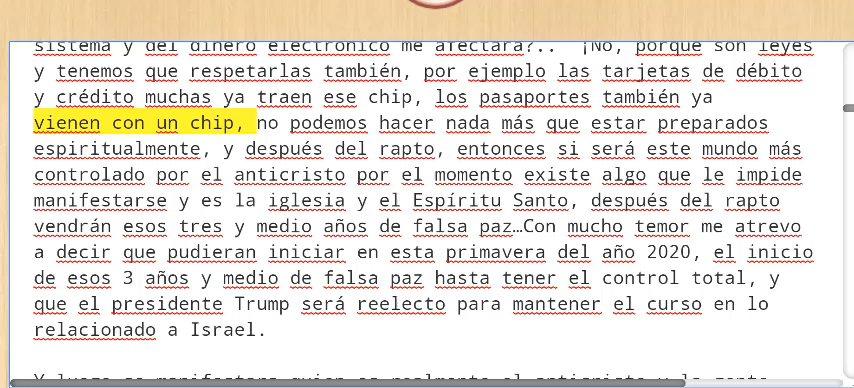 sistema y del dinero electrónico me afectará?.. ¡No, porque son leyes
y tenemos que respetarlas también, por ejemplo las tarjetas de débito
y crédito muchas ya traen ese chip, los pasaportes también ya
vienen con un chip, no podemos hacer nada más que estar preparados
espiritualmente, y después del rapto, entonces si será este mundo más
controlado por el anticristo por el momento existe algo que le impide
manifestarse y es la iglesia y el Espíritu Santo, después del rapto
vendrán esos tres y medio años de falsa paz…Con mucho temor me atrevo
a decir que pudieran iniciar en esta primavera del año 2020, el inicio
de esos 3 años y medio de falsa paz hasta tener el control total, y
que el presidente Trump será reelecto para mantener el curso en lo
relacionado a Israel.